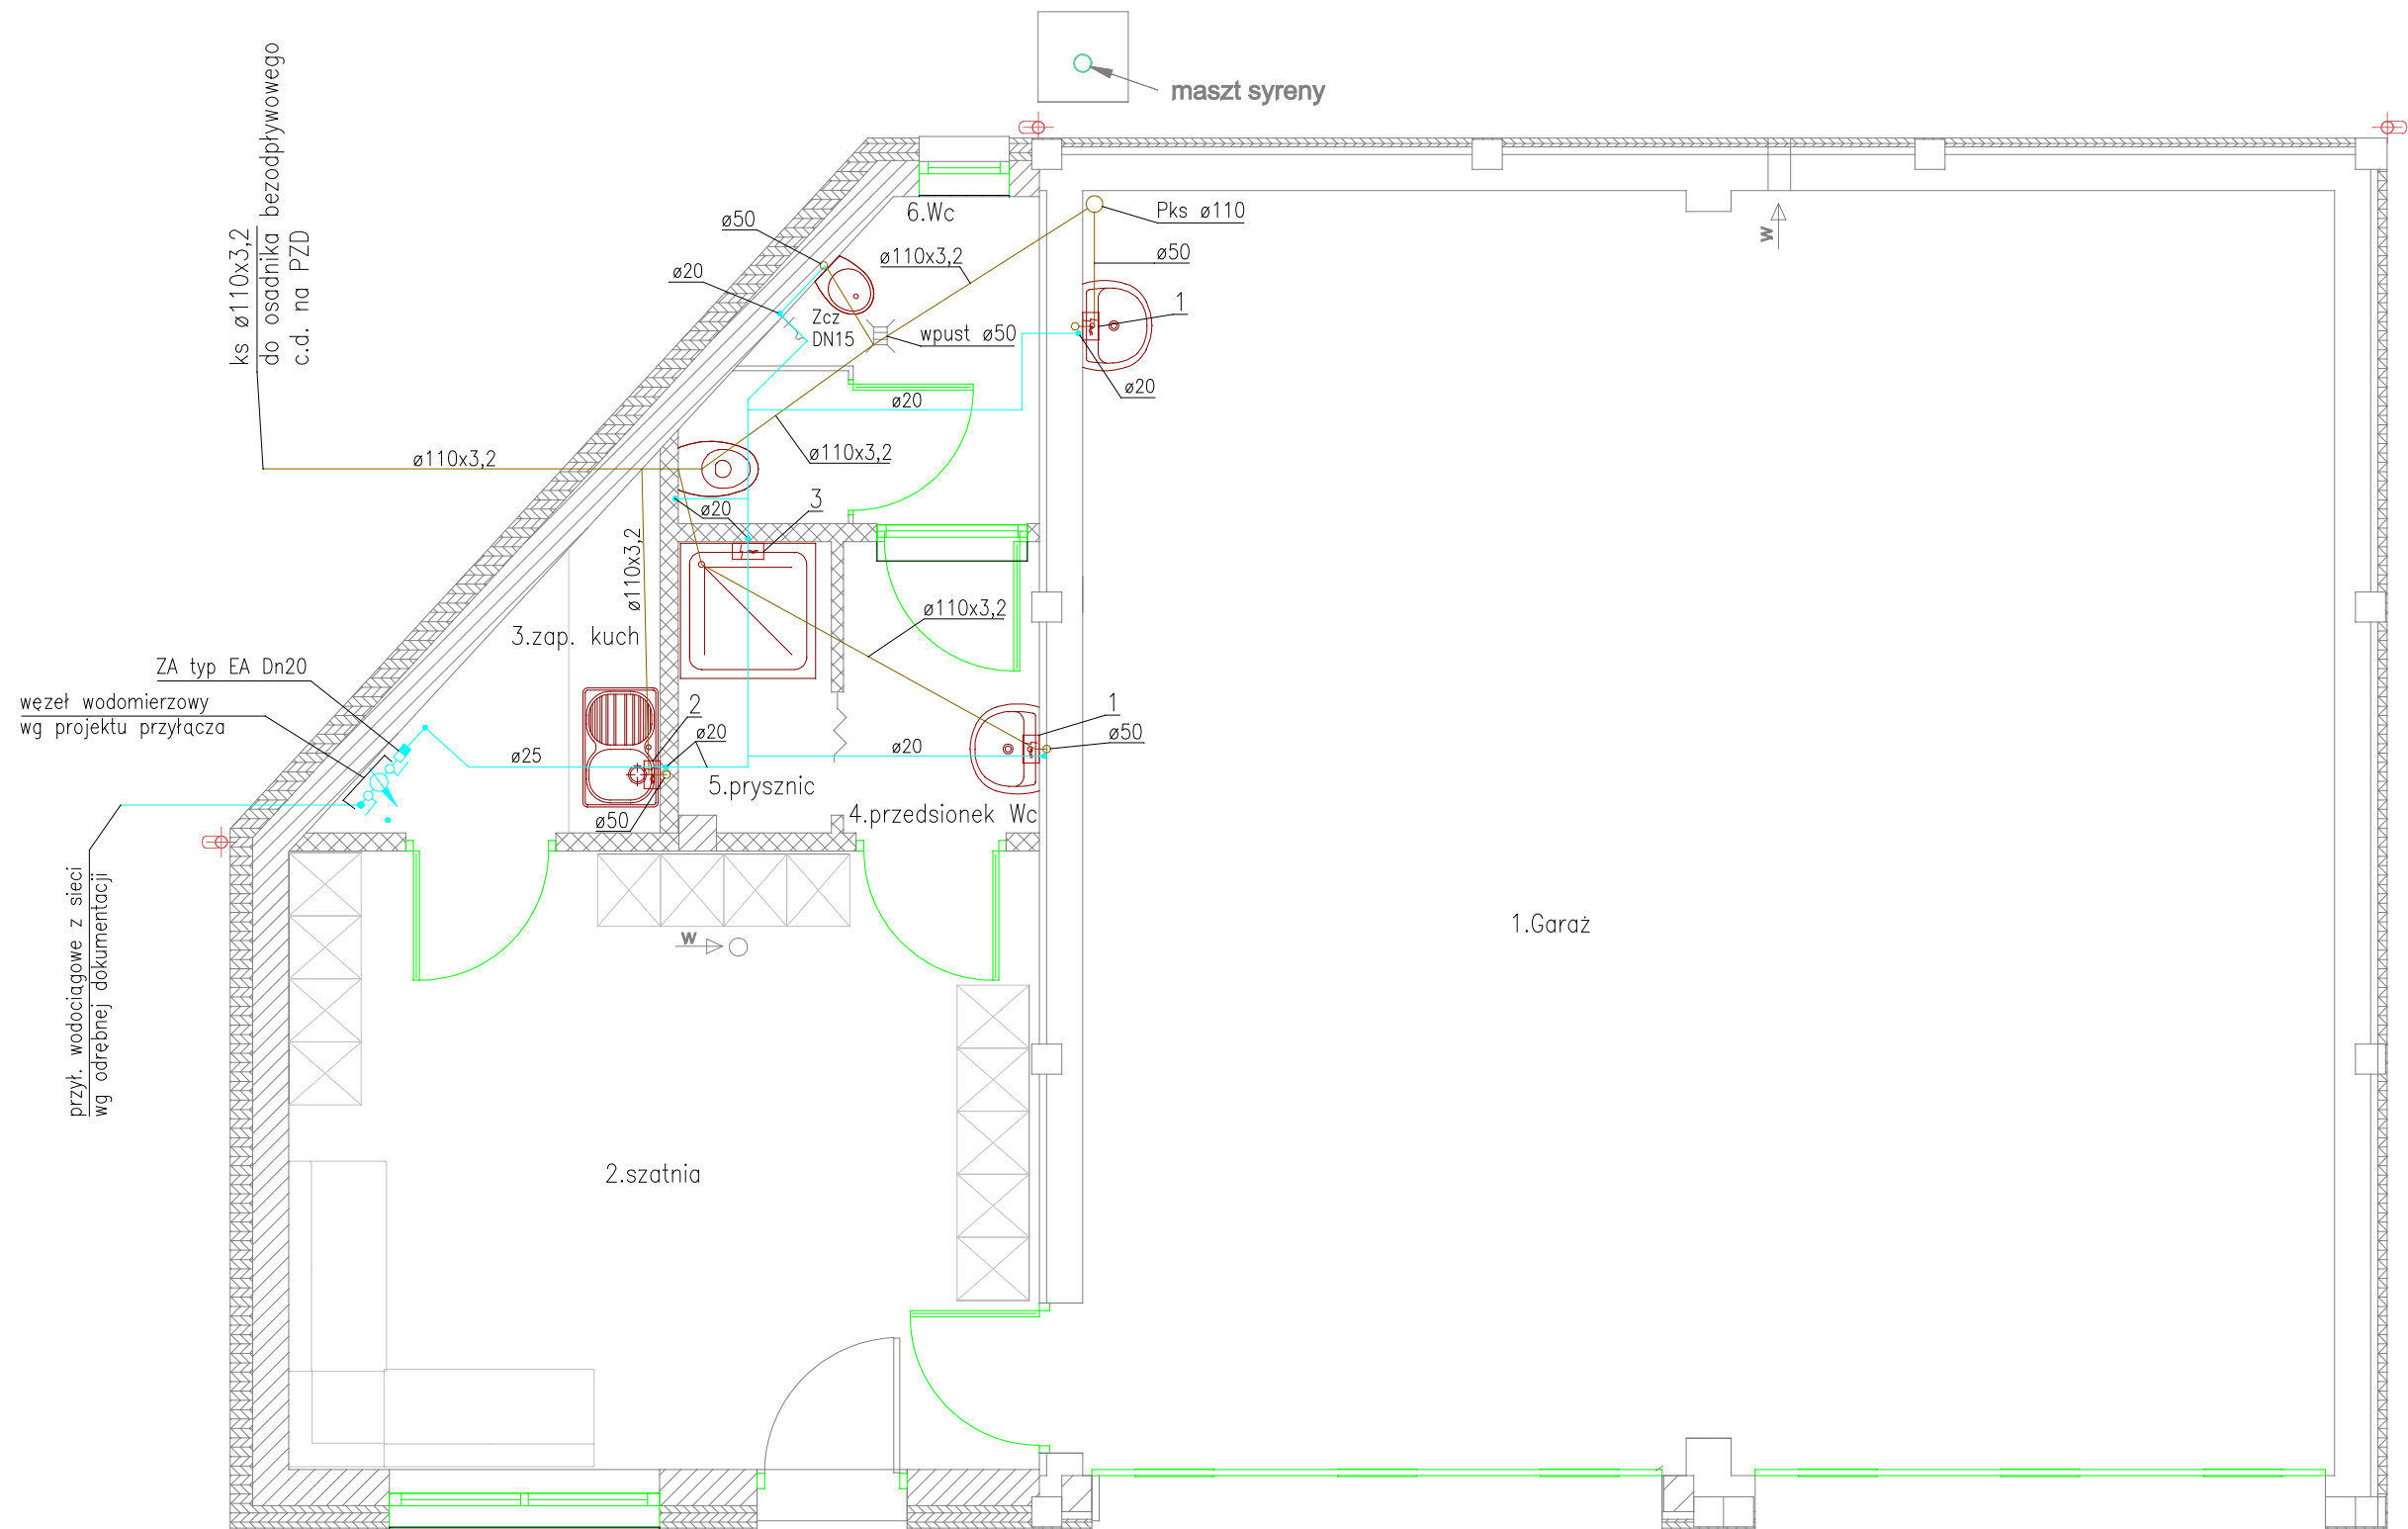 maszt syreny
ks ø110x3,2
do osadnika bezodpływowego
c.d. na PZD
6.Wc
Pks ø110
ø50
ø110x3,2
ø50
ø20
w
Zcz
DN15
wpust ø50
1
ø20
ø20
ø110x3,2
ø110x3,2
ø20
3
ø110x3,2
ø110x3,2
3.zap. kuch
ZA typ EA Dn20
węzeł wodomierzowy
wg projektu przyłącza
2
ø20
1
ø50
ø25
ø20
5.prysznic
4.przedsionek Wc
ø50
przył. wodociągowe z sieci
wg odrębnej dokumentacji
w
1.Garaż
2.szatnia